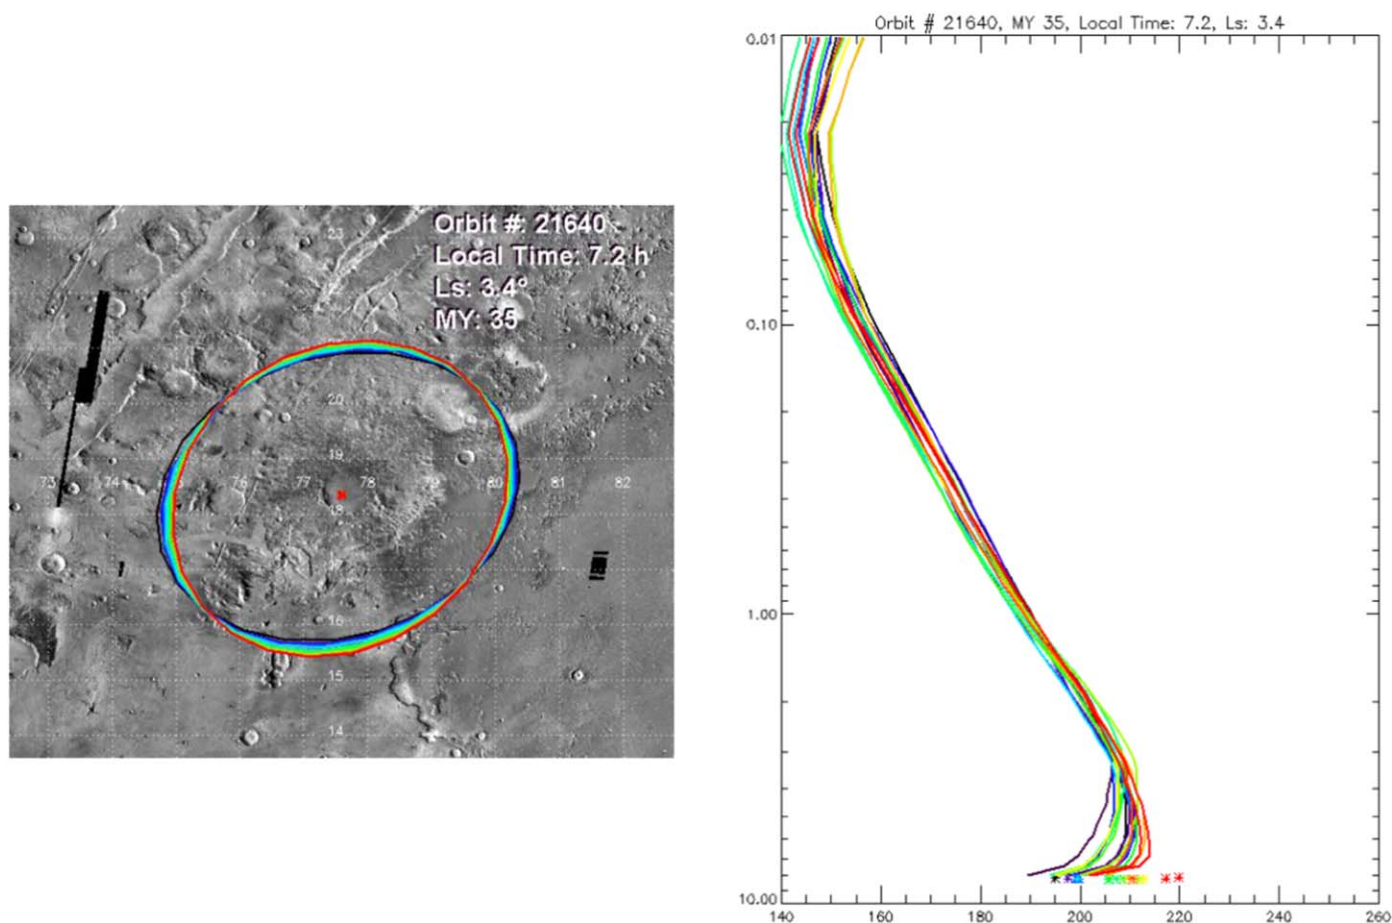 Orbit #: 21640
Local Time: 7.2 h
Ls: 3.4°
MY: 35
23
20
19
73 74 75 76 77 78 79 80 81 82
18
16
15
14
Orbit # 21640, MY 35, Local Time: 7.2, Ls: 3.4
0.01
0.10
1.00
10.00
140 160 180 200 220 240 260